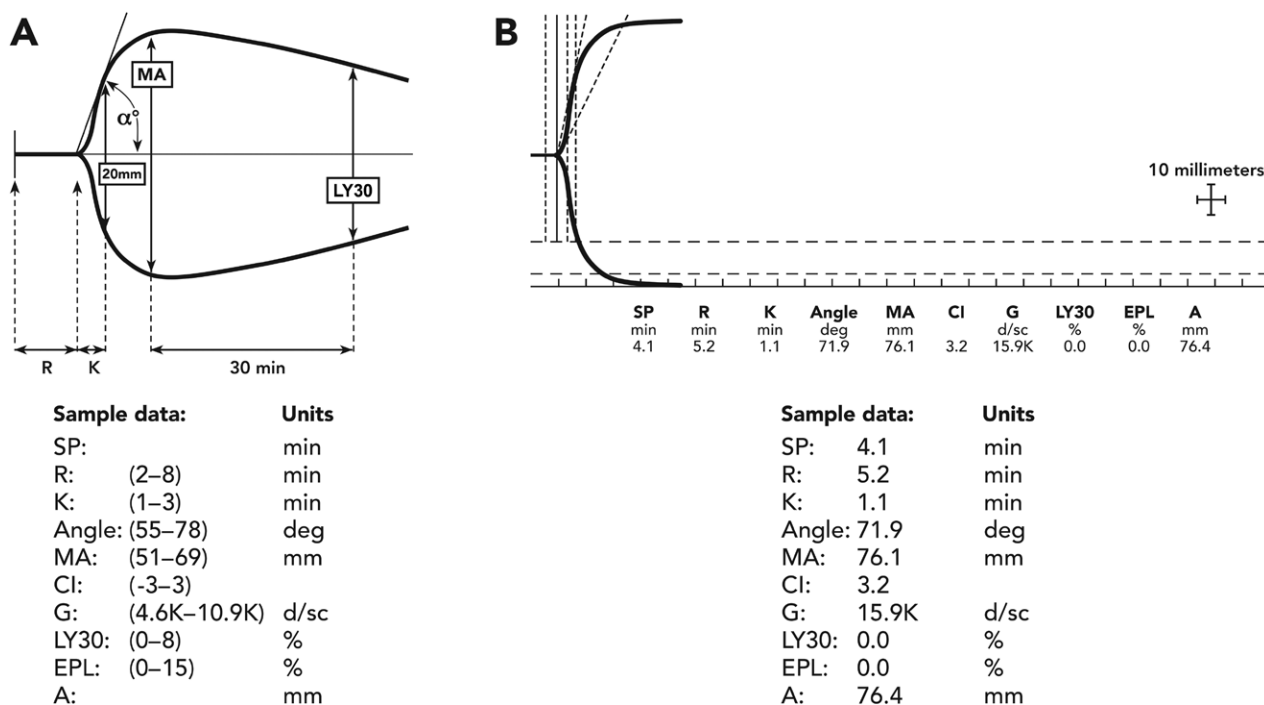 A
MA
α°
20mm
LY30
R
K
30 min
Sample data: Units
SP: min
R: (2–8) min
K: (1–3) min
Angle: (55–78) deg
MA: (51–69) mm
CI: (-3–3)
G: (4.6K–10.9K) d/sc
LY30: (0–8) %
EPL: (0–15) %
A: mm
B
10 millimeters
SP R K Angle MA CI G LY30 EPL A
min min min deg mm d/sc % % mm
4.1 5.2 1.1 71.9 76.1 3.2 15.9K 0.0 0.0 76.4
Sample data: Units
SP: 4.1 min
R: 5.2 min
K: 1.1 min
Angle: 71.9 deg
MA: 76.1 mm
CI: 3.2
G: 15.9K d/sc
LY30: 0.0 %
EPL: 0.0 %
A: 76.4 mm